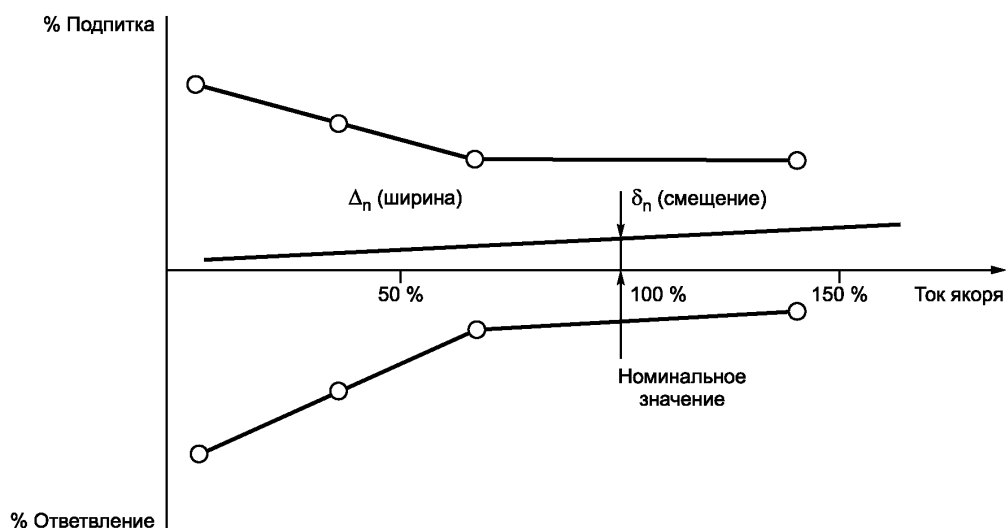 % Подпитка
Δn (ширина)
δn (смещение)
50 %
100 %
150 %
Ток якоря
Номинальное
значение
% Ответвление